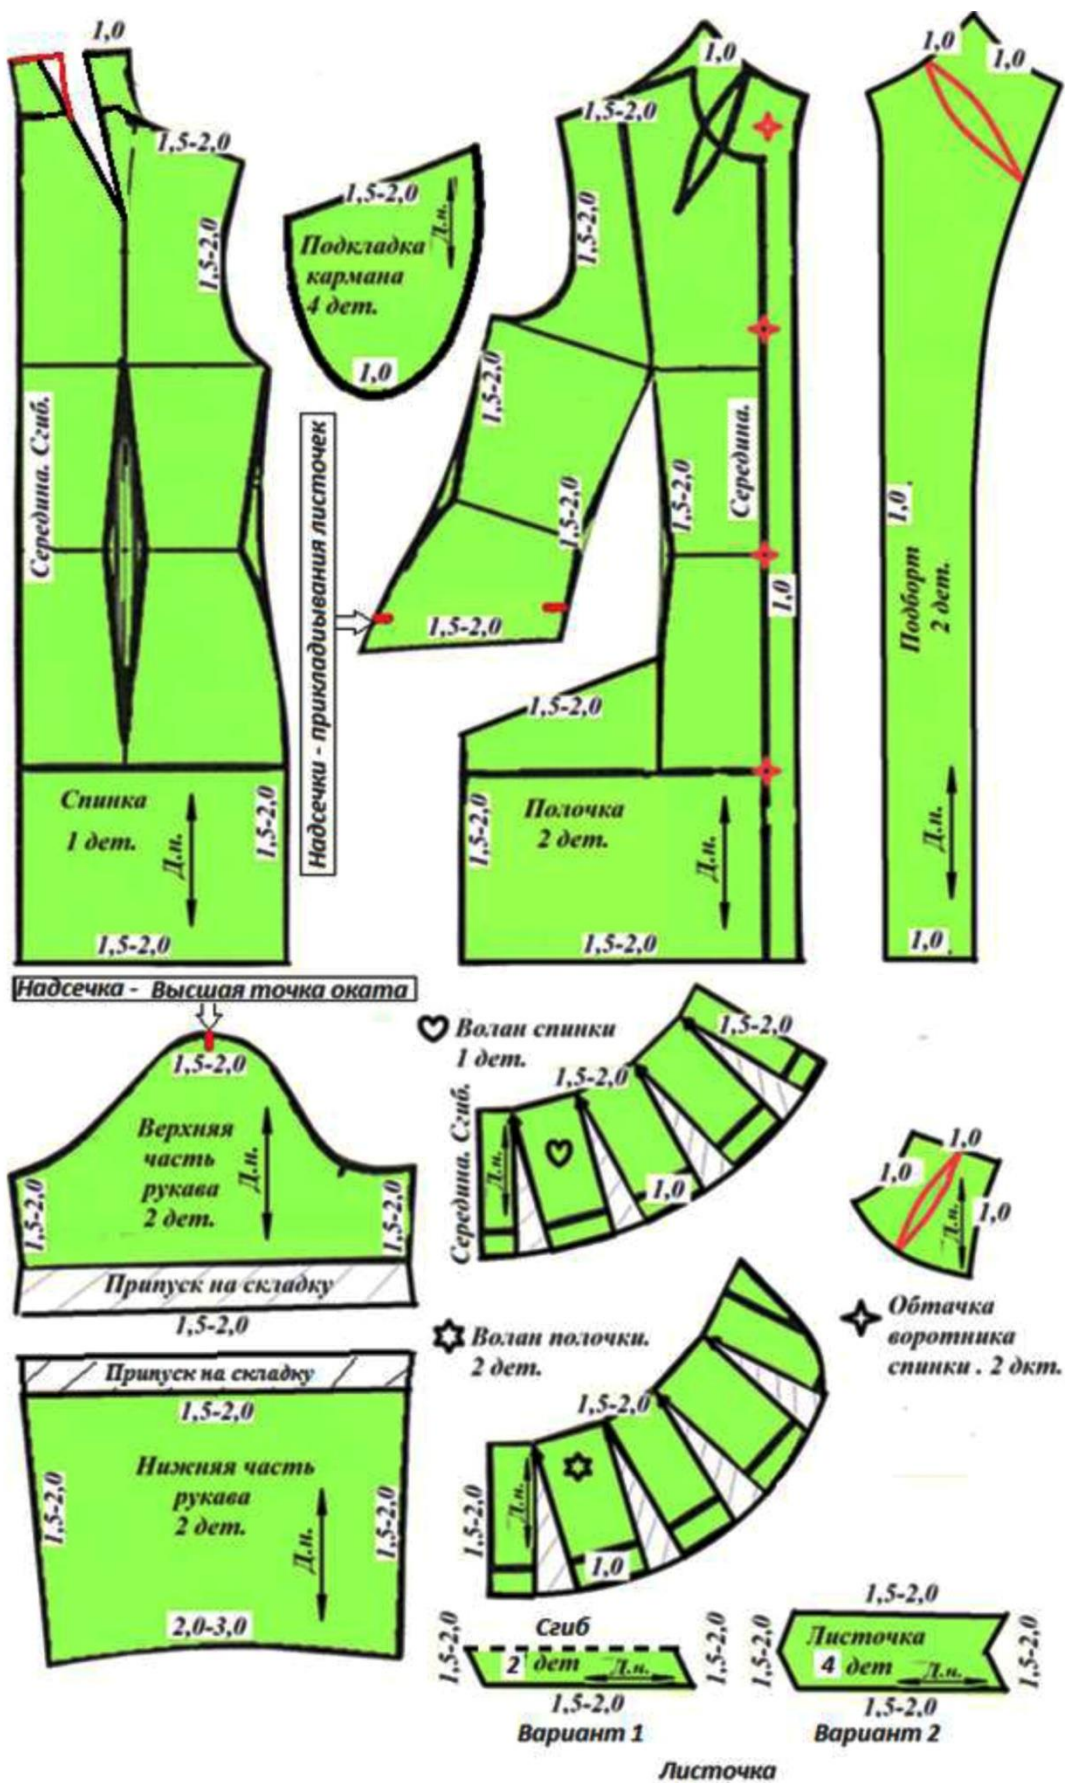 1,0
1,5-2,0
1,5-2,0
Середина. Сгиб.
Спинка
1 дет.
Д.н.
1,5-2,0
1,5-2,0
1,5-2,0
Д.н.
Подкладка
кармана
4 дет.
1,0
Надсечки - прикладиывания листочек
1,0
1,5-2,0
1,5-2,0
1,5-2,0
1,5-2,0
1,5-2,0
1,5-2,0
Середина.
1,0
1,5-2,0
Полочка
2 дет.
1,5-2,0
Д.н.
1,5-2,0
1,0
1,0
1,0
Подборт
2 дет.
Д.н.
1,0
Надсечка - Высшая точка оката
1,5-2,0
Верхняя
часть
рукава
2 дет.
Д.н.
1,5-2,0
1,5-2,0
Припуск на складку
1,5-2,0
Припуск на складку
1,5-2,0
Нижняя часть
рукава
2 дет.
1,5-2,0
1,5-2,0
Д.н.
2,0-3,0
Волан спинки
1 дет.
1,5-2,0
1,5-2,0
Середина. Сгиб.
Д.н.
1,0
1,0
1,0
1,0
Д.н.
Обтачка
воротника
спинки . 2 дкт.
Волан полочки.
2 дет.
1,5-2,0
1,5-2,0
Д.н.
1,0
Сгиб
1,5-2,0
2 дет
Д.н.
1,5-2,0
1,5-2,0
Вариант 1
1,5-2,0
1,5-2,0
Листочка
4 дет
Д.н.
1,5-2,0
1,5-2,0
Вариант 2
Листочка